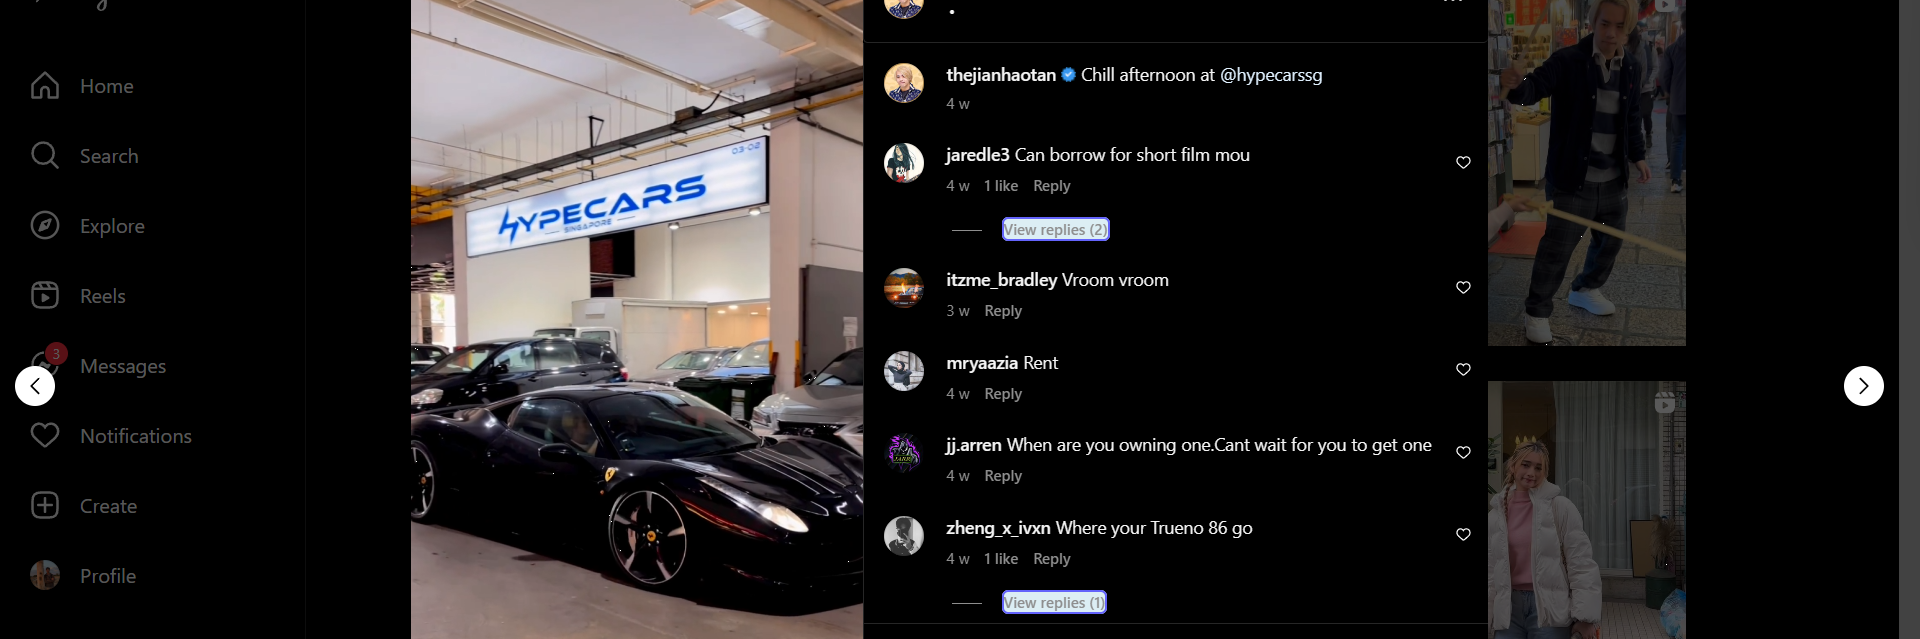 Home
Search
Explore
Reels
3
Messages
Notifications
Create
Profile
03-02
HYPECARS
SINGAPORE
thejianhaotan Chill afternoon at @hypecarssg
4 w
jaredle3 Can borrow for short film mou
4 w 1 like Reply
View replies (2)
itzme_bradley Vroom vroom
3 w Reply
mryaazia Rent
4 w Reply
jj.arren When are you owning one.Cant wait for you to get one
4 w Reply
zheng_x_ivxn Where your Trueno 86 go
4 w 1 like Reply
View replies (1)